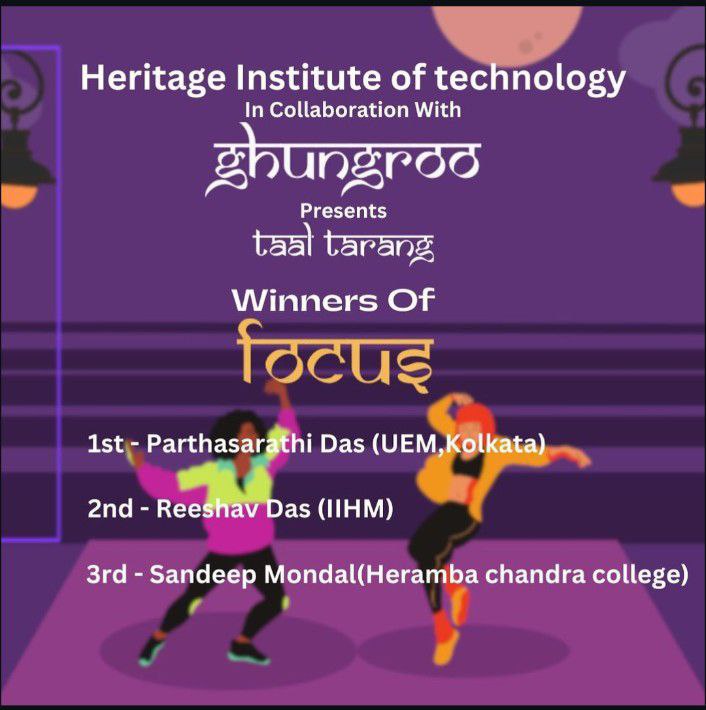 Heritage Institute of technology
In Collaboration With
ghungroo
Presents
taal tarang
Winners Of
focus
1st - Parthasarathi Das (UEM,Kolkata)
2nd - Reeshav Das (IIHM)
3rd - Sandeep Mondal(Heramba chandra college)